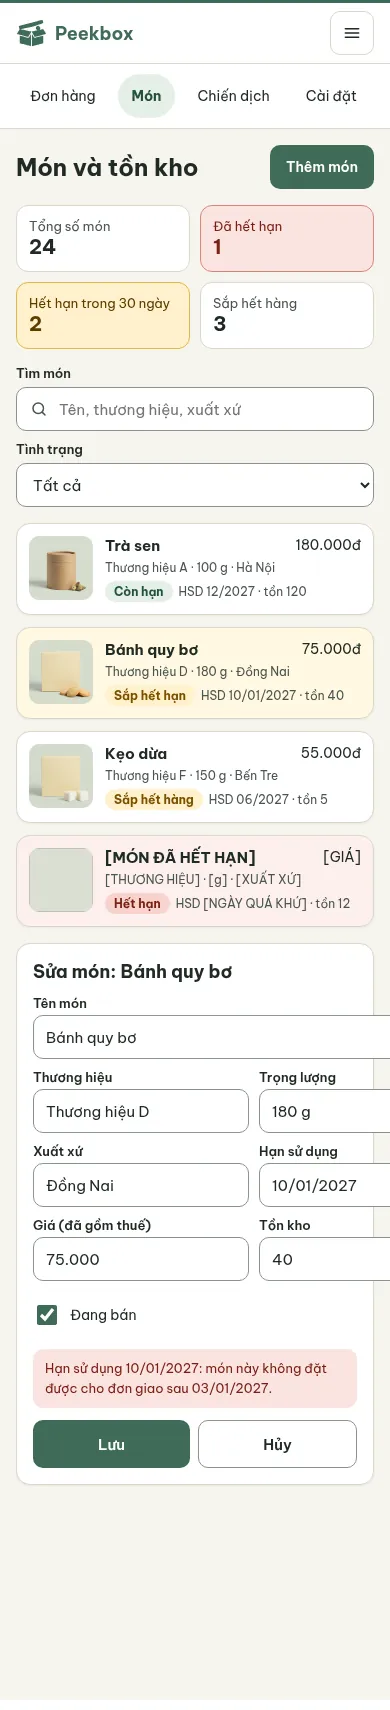 Peekbox
Đơn hàng
Món
Chiến dịch
Cài đặt
Món và tồn kho
Thêm món
Tổng số món
24
Đã hết hạn
1
Hết hạn trong 30 ngày
2
Sắp hết hàng
3
Tìm món
Tên, thương hiệu, xuất xứ
Tình trạng
Tất cả
Trà sen
180.000đ
Thương hiệu A · 100 g · Hà Nội
Còn hạn
HSD 12/2027 · tồn 120
Bánh quy bơ
75.000đ
Thương hiệu D · 180 g · Đồng Nai
Sắp hết hạn
HSD 10/01/2027 · tồn 40
Kẹo dừa
55.000đ
Thương hiệu F · 150 g · Bến Tre
Sắp hết hàng
HSD 06/2027 · tồn 5
[MÓN ĐÃ HẾT HẠN]
[GIÁ]
[THƯƠNG HIỆU] · [g] · [XUẤT XỨ]
Hết hạn
HSD [NGÀY QUÁ KHỨ] · tồn 12
Sửa món: Bánh quy bơ
Tên món
Bánh quy bơ
Thương hiệu
Trọng lượng
Thương hiệu D
180 g
Xuất xứ
Hạn sử dụng
Đồng Nai
10/01/2027
Giá (đã gồm thuế)
Tồn kho
75.000
40
Đang bán
Hạn sử dụng 10/01/2027: món này không đặt
được cho đơn giao sau 03/01/2027.
Lưu
Hủy